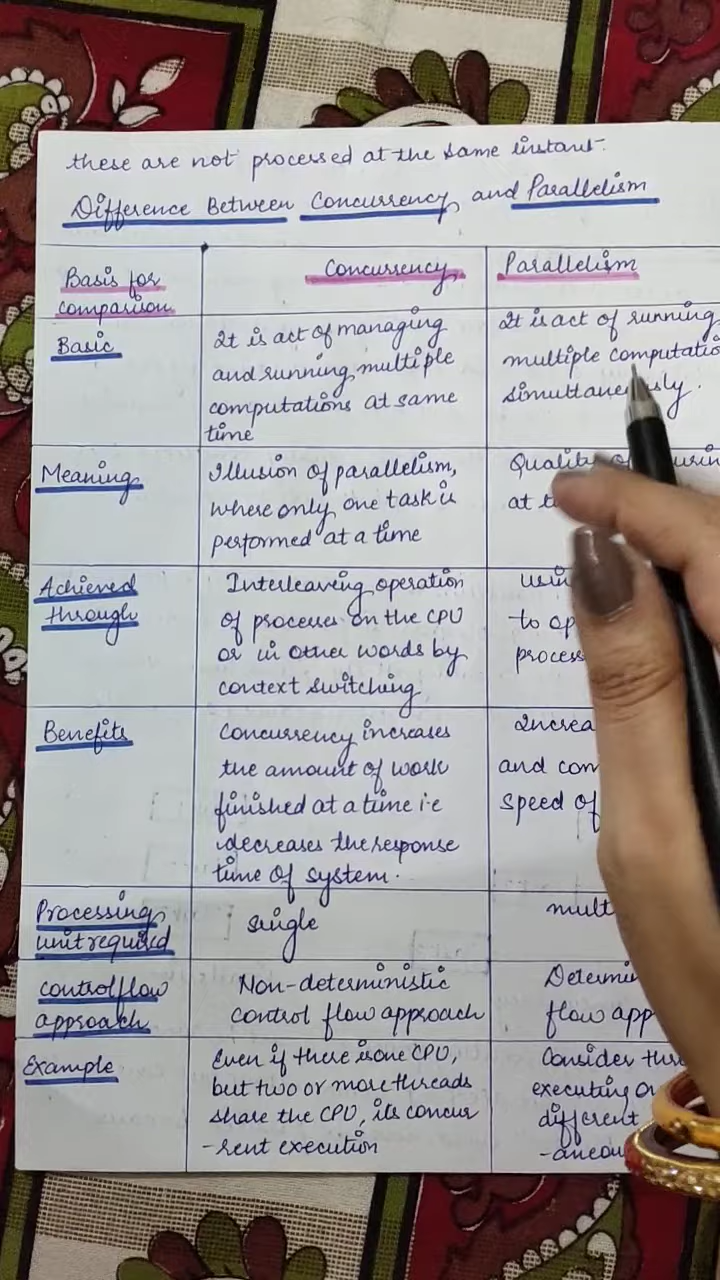 these are not processed at the same instant.
Difference Between Concurrency and Parallelism
Basis for
comparison
Concurrency
Parallelism
Basic
It is act of managing
and running multiple
computations at same
time
It is act of running
multiple
simultaneously.
Meaning
Illusion of parallelism,
where only one task is
performed at a time
at
Achieved
through
Interleaving operation
of processes on the CPU
or in other words by
context switching
to
Benefits
Concurrency increases
the amount of work
finished at a time i.e
decreases the response
time of system.
and
speed of
Processing
unit required
single
Control flow
approach
Non-deterministic
control flow approach
flow
Example
Even if there is one CPU,
but two or more threads
share the CPU, its concur
-rent execution
Consider
executing
different